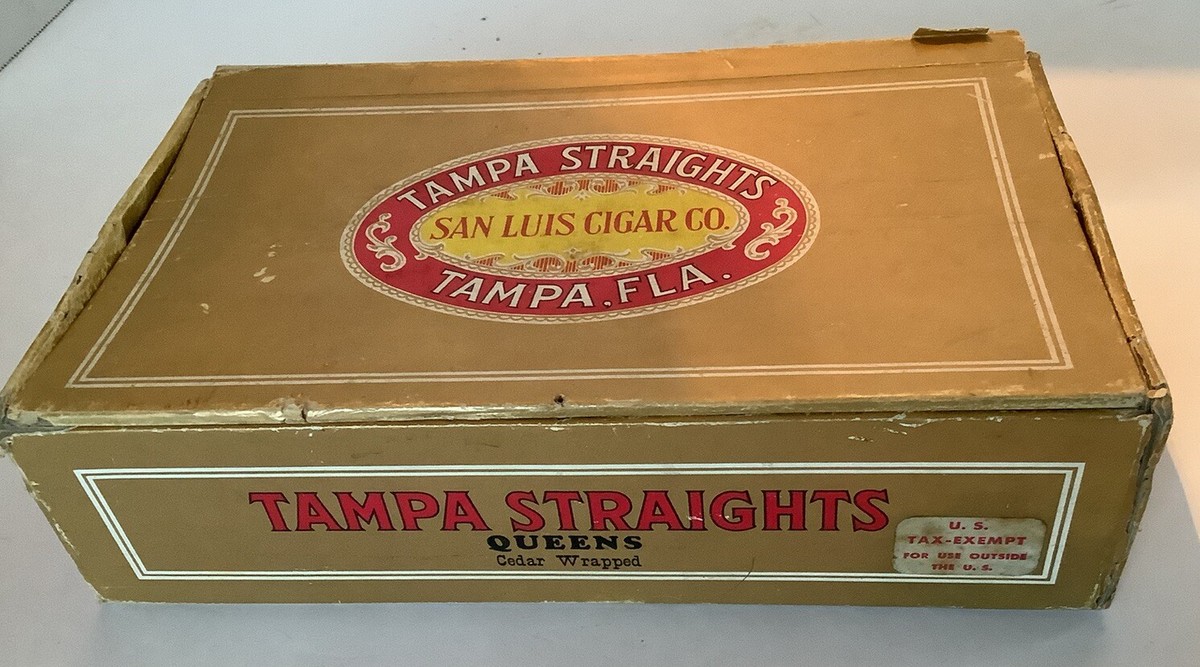 TAMPA STRAIGHTS
SAN LUIS CIGAR CO.
TAMPA, FLA.
TAMPA STRAIGHTS
QUEENS
Cedar Wrapped
U. S.
TAX-EXEMPT
FOR USE OUTSIDE
THE U. S.